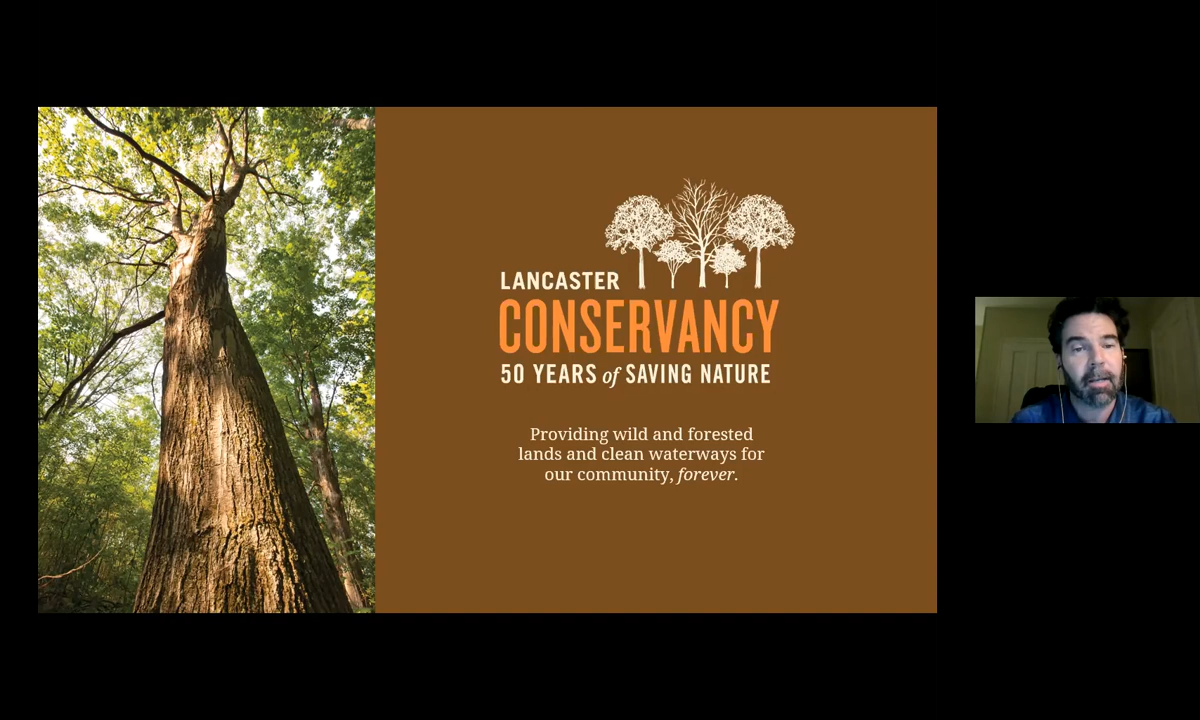 LANCASTER
CONSERVANCY
50 YEARS of SAVING NATURE
Providing wild and forested
lands and clean waterways for
our community, forever.